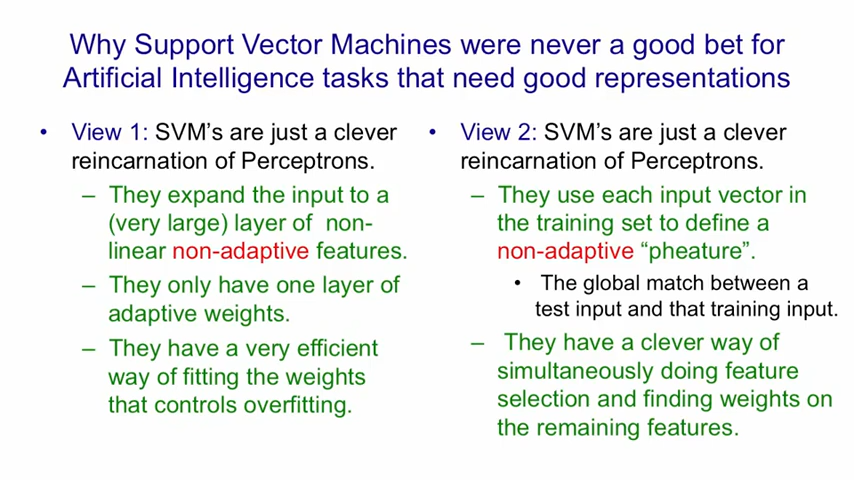 Why Support Vector Machines were never a good bet for
Artificial Intelligence tasks that need good representations
• View 1: SVM's are just a clever
reincarnation of Perceptrons.
– They expand the input to a
(very large) layer of non-
linear non-adaptive features.
– They only have one layer of
adaptive weights.
– They have a very efficient
way of fitting the weights
that controls overfitting.
• View 2: SVM's are just a clever
reincarnation of Perceptrons.
– They use each input vector in
the training set to define a
non-adaptive “pheature”.
• The global match between a
test input and that training input.
– They have a clever way of
simultaneously doing feature
selection and finding weights on
the remaining features.